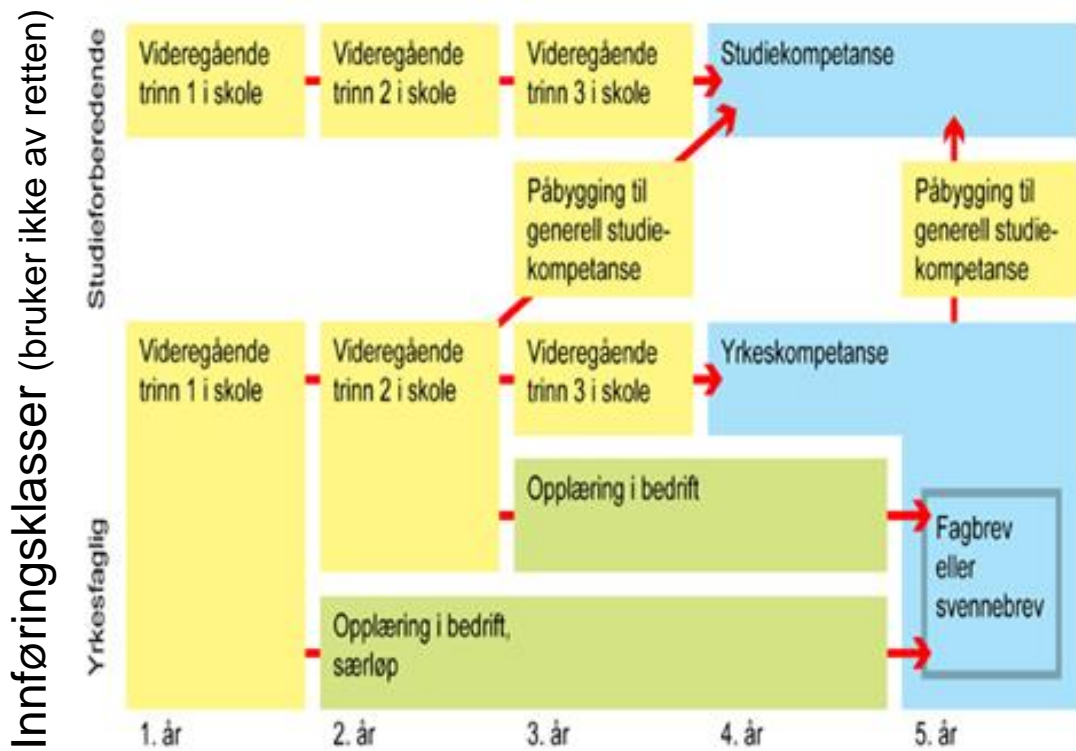 Innføringsklasser (bruker ikke av retten)
Studieforberedende
Videregående
trinn 1 i skole
Videregående
trinn 2 i skole
Videregående
trinn 3 i skole
Studiekompetanse
Påbygging til
generell studie-
kompetanse
Påbygging til
generell studie-
kompetanse
Yrkesfaglig
Videregående
trinn 1 i skole
Videregående
trinn 2 i skole
Videregående
trinn 3 i skole
Yrkeskompetanse
Opplæring i bedrift
Fagbrev
eller
svennebrev
Opplæring i bedrift,
særløp
1. år
2. år
3. år
4. år
5. år